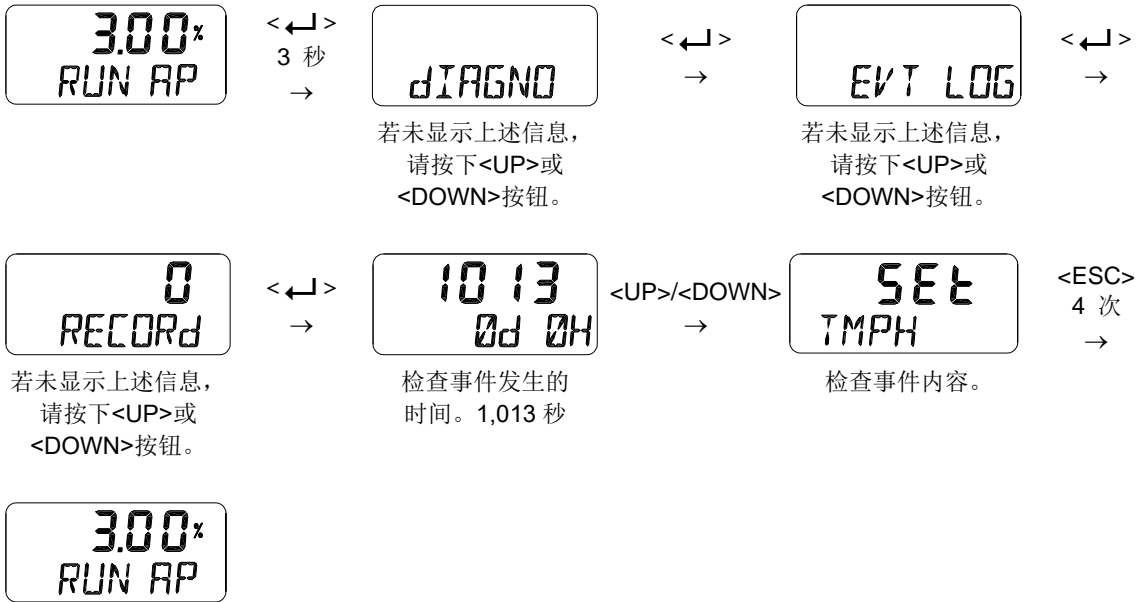 3.00%
RUN AP
< ↵ >
3 秒
→
dIAGNO
若未显示上述信息，
请按下<UP>或
<DOWN>按钮。
< ↵ >
→
EVT LOG
若未显示上述信息，
请按下<UP>或
<DOWN>按钮。
< ↵ >
→
0
RECORd
若未显示上述信息，
请按下<UP>或
<DOWN>按钮。
< ↵ >
→
1013
0d 0H
检查事件发生的
时间。1,013 秒
<UP>/<DOWN>
→
SEt
TMPH
检查事件内容。
<ESC>
4 次
→
3.00%
RUN AP